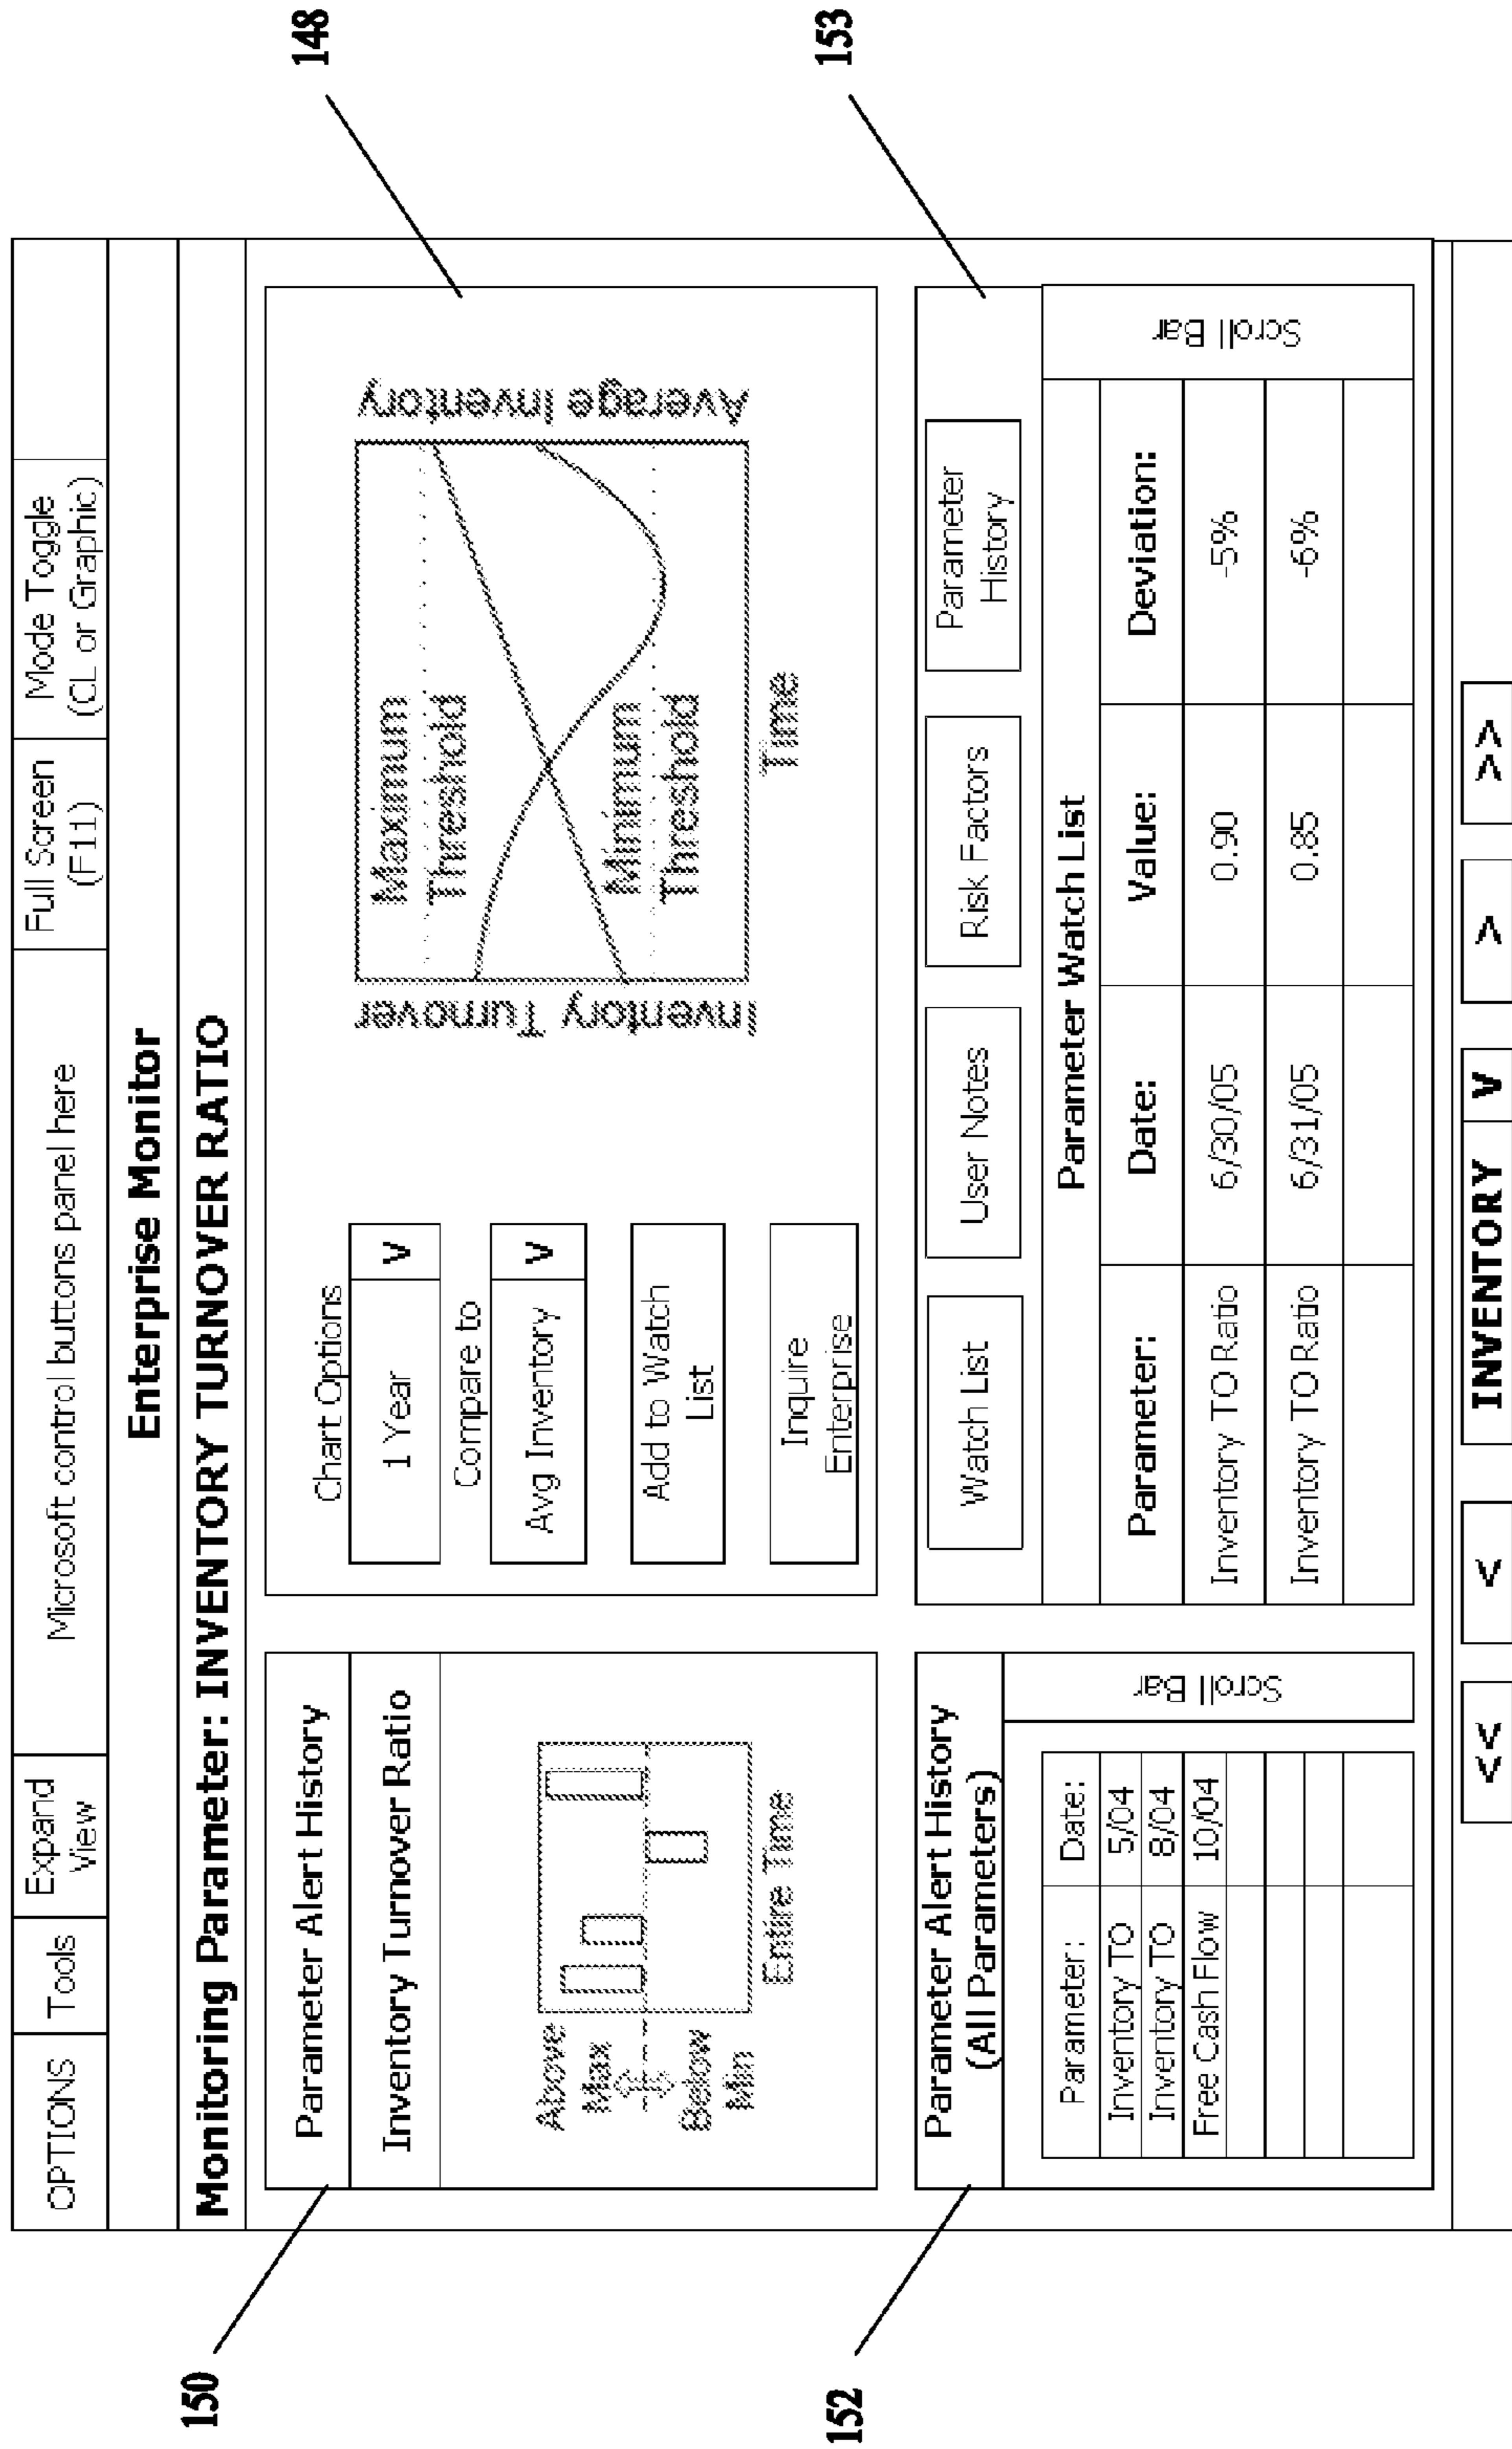 OPTIONS
Tools
Expand
View
Microsoft control buttons panel here
Full Screen
(F11)
Mode Toggle
(CL or Graphic)
Enterprise Monitor
Monitoring Parameter: INVENTORY TURNOVER RATIO
150
Parameter Alert History
Inventory Turnover Ratio
Above
Max
Below
Min
Entire Time
148
Chart Options
1 Year
V
Compare to
Avg Inventory
V
Add to Watch
List
Inquire
Enterprise
Inventory Turnover
Maximum
Threshold
Minimum
Threshold
Time
Average Inventory
152
Parameter Alert History
(All Parameters)
Parameter: Date:
Inventory TO 5/04
Inventory TO 8/04
Free Cash Flow 10/04
Scroll Bar
153
Watch List
User Notes
Risk Factors
Parameter
History
Parameter Watch List
Parameter: Date: Value: Deviation:
Inventory TO Ratio 6/30/05 0.90 -5%
Inventory TO Ratio 6/31/05 0.85 -6%
Scroll Bar
<< < INVENTORY V > >>